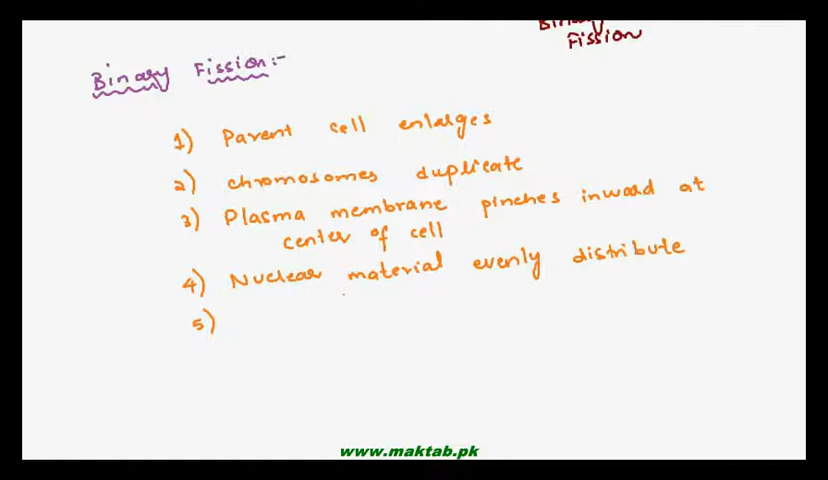 Binary
Fission
Binary Fission:-
1) Parent cell enlarges
2) chromosomes duplicate
3) Plasma membrane pinches inward at
center of cell
4) Nuclear material evenly distribute
5)
www.maktab.pk